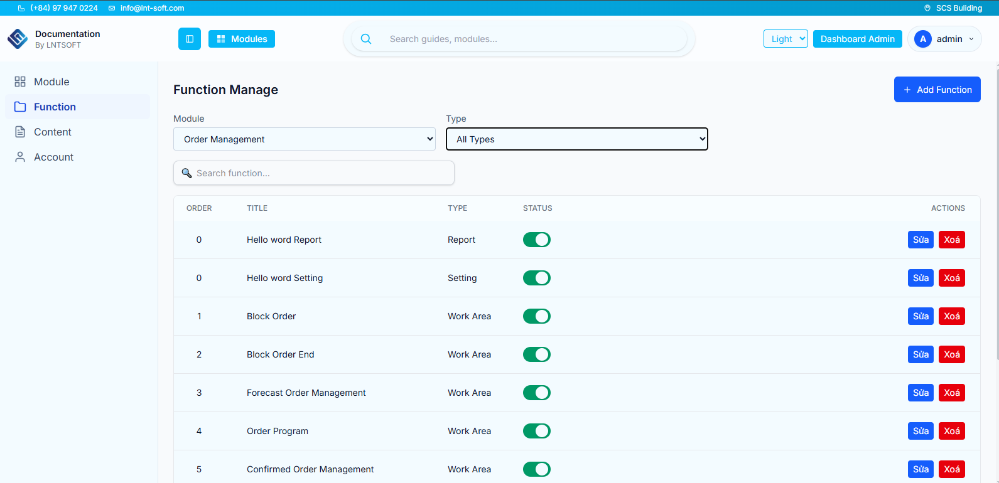 (+84) 97 947 0224 info@lnt-soft.com SCS Buliding
Documentation
By LNTSOFT
Modules
Search guides, modules...
Light
Dashboard Admin
A admin
Module
Function
Content
Account
Function Manage
+ Add Function
Module Type
Order Management All Types
Search function...
ORDER TITLE TYPE STATUS ACTIONS
0 Hello word Report Report Sửa Xoá
0 Hello word Setting Setting Sửa Xoá
1 Block Order Work Area Sửa Xoá
2 Block Order End Work Area Sửa Xoá
3 Forecast Order Management Work Area Sửa Xoá
4 Order Program Work Area Sửa Xoá
5 Confirmed Order Management Work Area Sửa Xoá